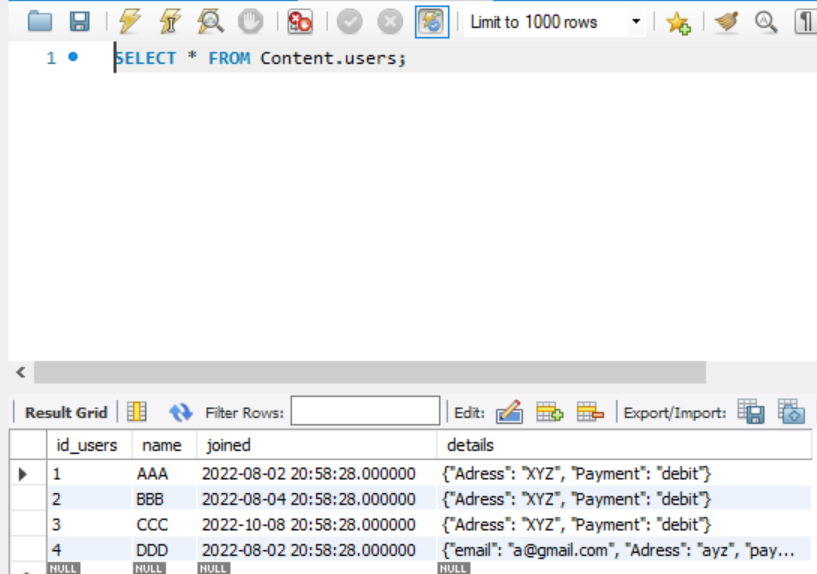 Limit to 1000 rows
1 SELECT * FROM Content.users;
Result Grid Filter Rows: Edit: Export/Import:
id_users name joined details
1 AAA 2022-08-02 20:58:28.000000 {"Adress": "XYZ", "Payment": "debit"}
2 BBB 2022-08-04 20:58:28.000000 {"Adress": "XYZ", "Payment": "debit"}
3 CCC 2022-10-08 20:58:28.000000 {"Adress": "XYZ", "Payment": "debit"}
4 DDD 2022-08-02 20:58:28.000000 {"email": "a@gmail.com", "Adress": "ayz", "pay...
NULL NULL NULL NULL